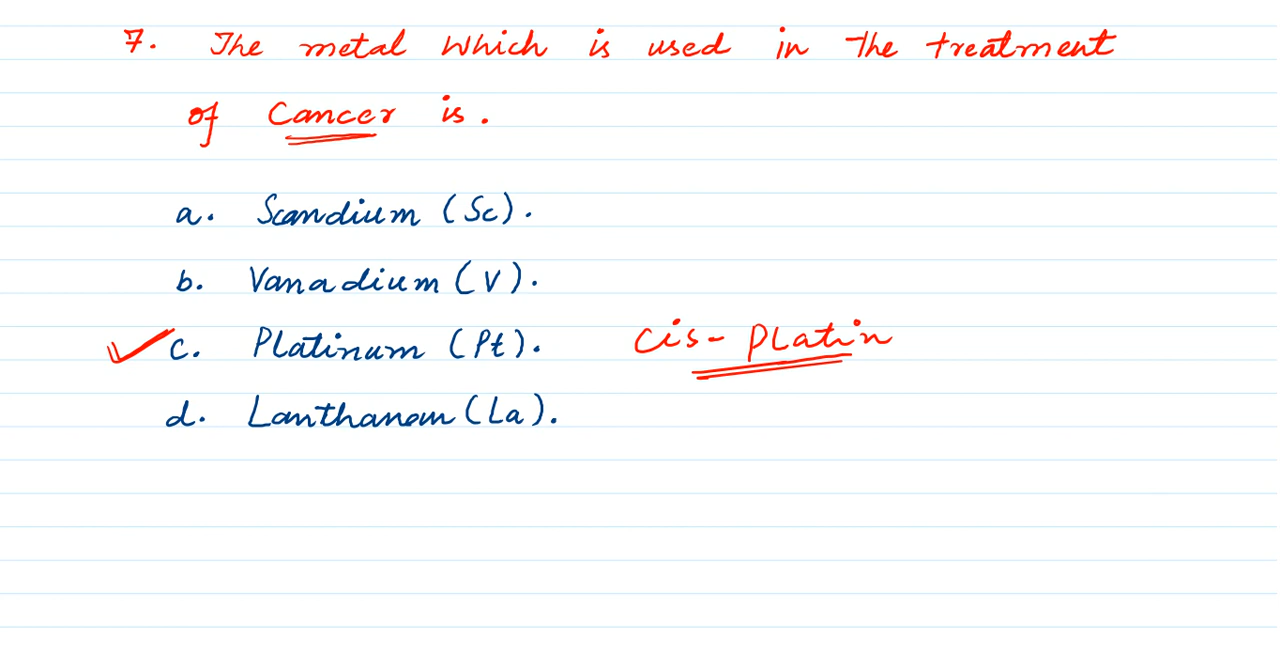 7. The metal which is used in the treatment
of Cancer is.
a. Scandium (Sc).
b. Vanadium (V).
c. Platinum (Pt). Cis-Platin
d. Lanthanum (La).